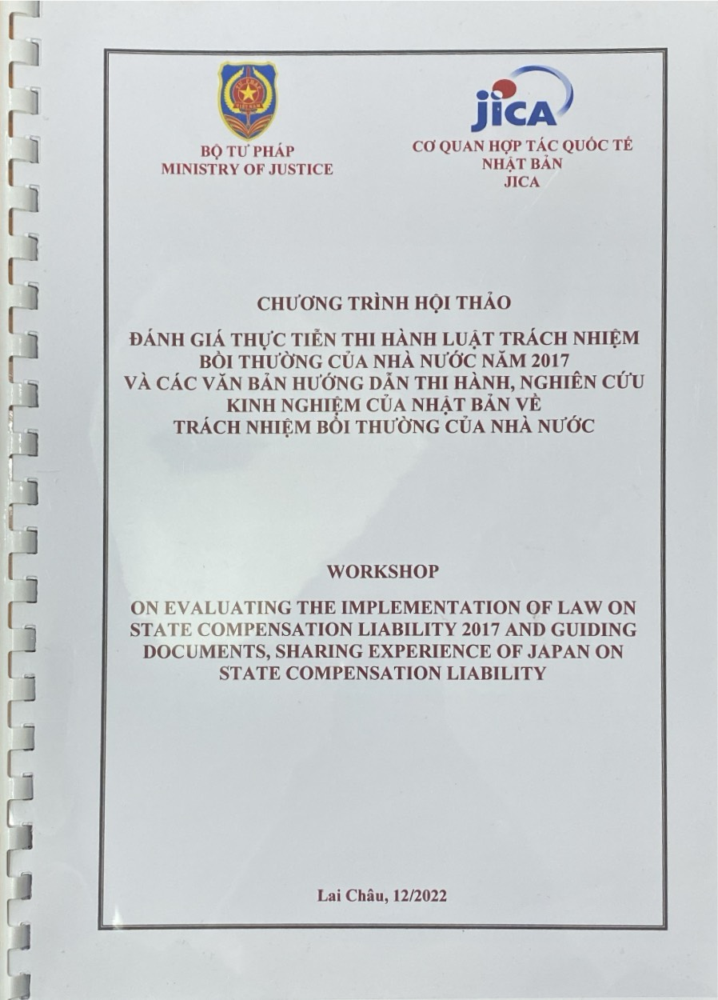 TƯ PHÁP
VIỆT NAM
BỘ TƯ PHÁP
MINISTRY OF JUSTICE
jica
CƠ QUAN HỢP TÁC QUỐC TẾ
NHẬT BẢN
JICA
CHƯƠNG TRÌNH HỘI THẢO
ĐÁNH GIÁ THỰC TIỄN THI HÀNH LUẬT TRÁCH NHIỆM
BỒI THƯỜNG CỦA NHÀ NƯỚC NĂM 2017
VÀ CÁC VĂN BẢN HƯỚNG DẪN THI HÀNH, NGHIÊN CỨU
KINH NGHIỆM CỦA NHẬT BẢN VỀ
TRÁCH NHIỆM BỒI THƯỜNG CỦA NHÀ NƯỚC
WORKSHOP
ON EVALUATING THE IMPLEMENTATION OF LAW ON
STATE COMPENSATION LIABILITY 2017 AND GUIDING
DOCUMENTS, SHARING EXPERIENCE OF JAPAN ON
STATE COMPENSATION LIABILITY
Lai Châu, 12/2022